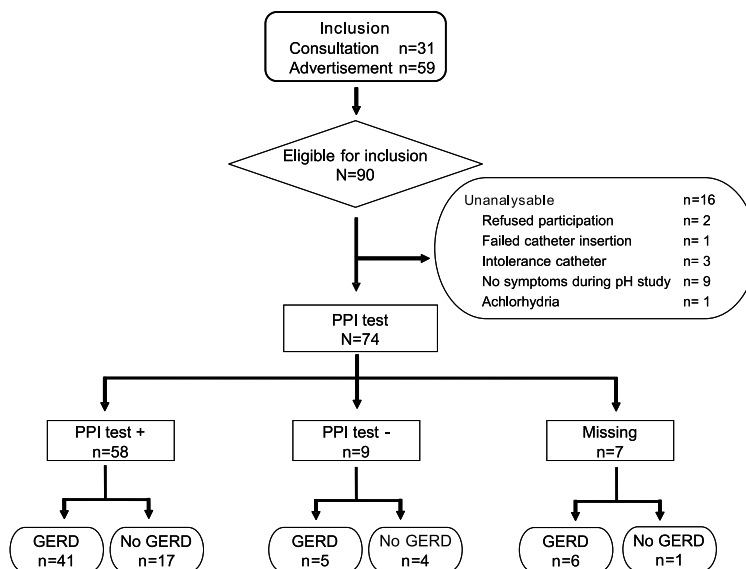 Inclusion
Consultation n=31
Advertisement n=59
Eligible for inclusion
N=90
Unanalysable n=16
Refused participation n= 2
Failed catheter insertion n= 1
Intolerance catheter n= 3
No symptoms during pH study n= 9
Achlorhydria n= 1
PPI test
N=74
PPI test +
n=58
PPI test -
n=9
Missing
n=7
GERD
n=41
No GERD
n=17
GERD
n=5
No GERD
n=4
GERD
n=6
No GERD
n=1